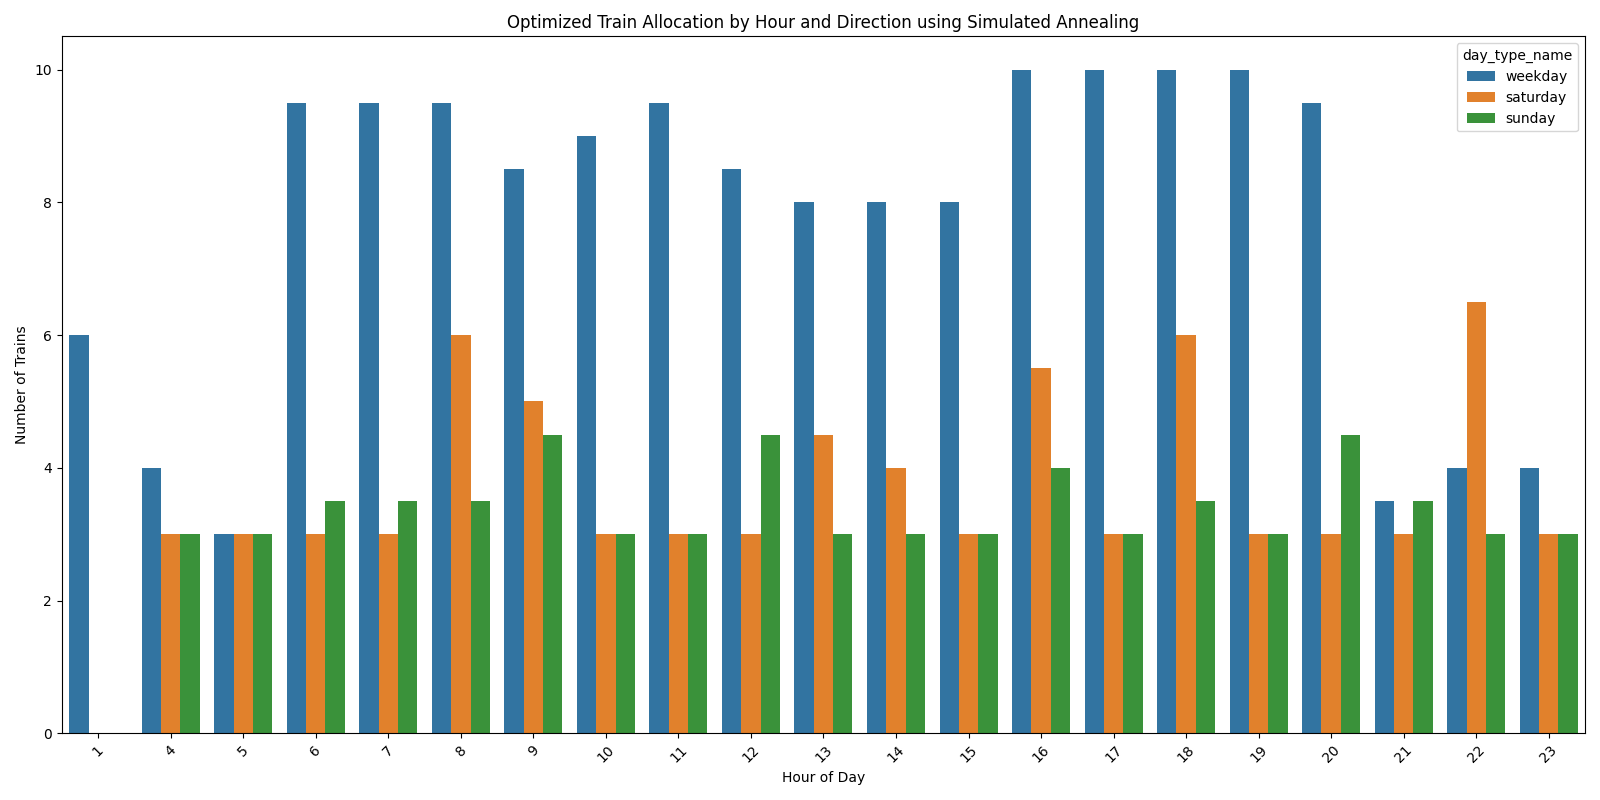 Optimized Train Allocation by Hour and Direction using Simulated Annealing
day_type_name
weekday
saturday
sunday
Number of Trains
10
8
6
4
2
0
1 4 5 6 7 8 9 10 11 12 13 14 15 16 17 18 19 20 21 22 23
Hour of Day